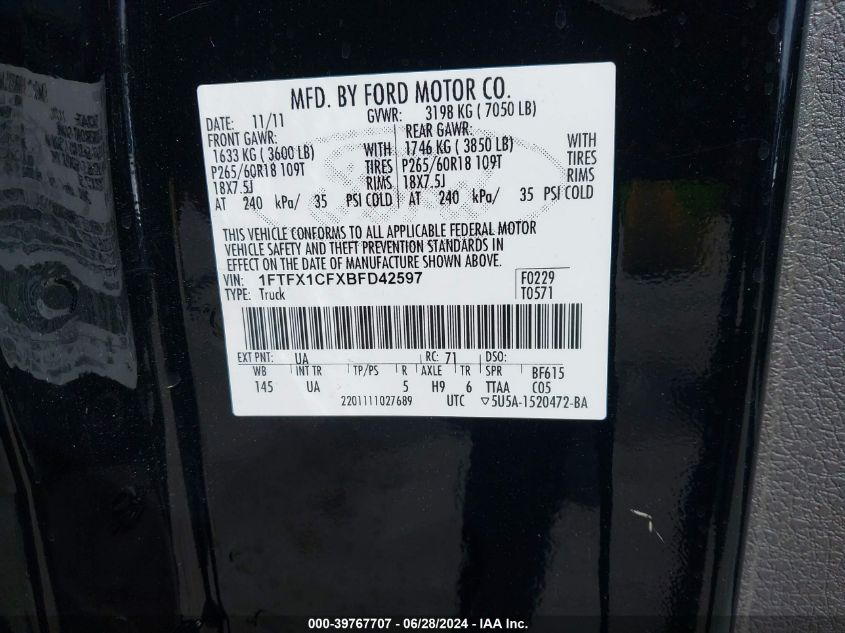 MFD. BY FORD MOTOR CO.
DATE: 11/11 GVWR: 3198 KG ( 7050 LB)
FRONT GAWR: REAR GAWR:
1633 KG ( 3600 LB) WITH 1746 KG ( 3850 LB) WITH
P265/60R18 109T TIRES P265/60R18 109T TIRES
18X7.5J RIMS 18X7.5J RIMS
AT 240 kPa/ 35 PSI COLD AT 240 kPa/ 35 PSI COLD
THIS VEHICLE CONFORMS TO ALL APPLICABLE FEDERAL MOTOR
VEHICLE SAFETY AND THEFT PREVENTION STANDARDS IN
EFFECT ON THE DATE OF MANUFACTURE SHOWN ABOVE.
VIN: 1FTFX1CFXBFD42597 F0229
TYPE: Truck T0571
EXT PNT: UA RC: 71 DSO:
WB INT TR TP/PS R AXLE TR SPR BF615
145 UA 5 H9 6 TTAA C05
2201111027689 UTC ▽5U5A-1520472-BA
000-39767707 - 06/28/2024 - IAA Inc.